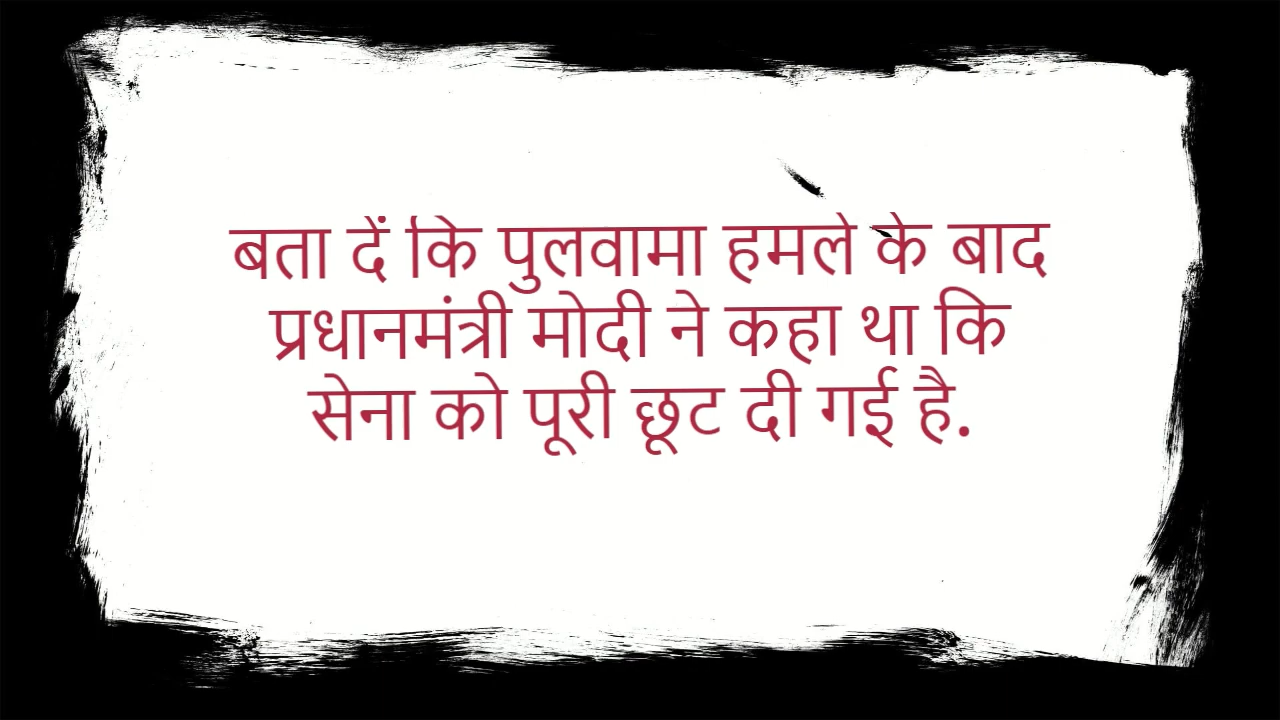 बता दें कि पुलवामा हमले के बाद
प्रधानमंत्री मोदी ने कहा था कि
सेना को पूरी छूट दी गई है.